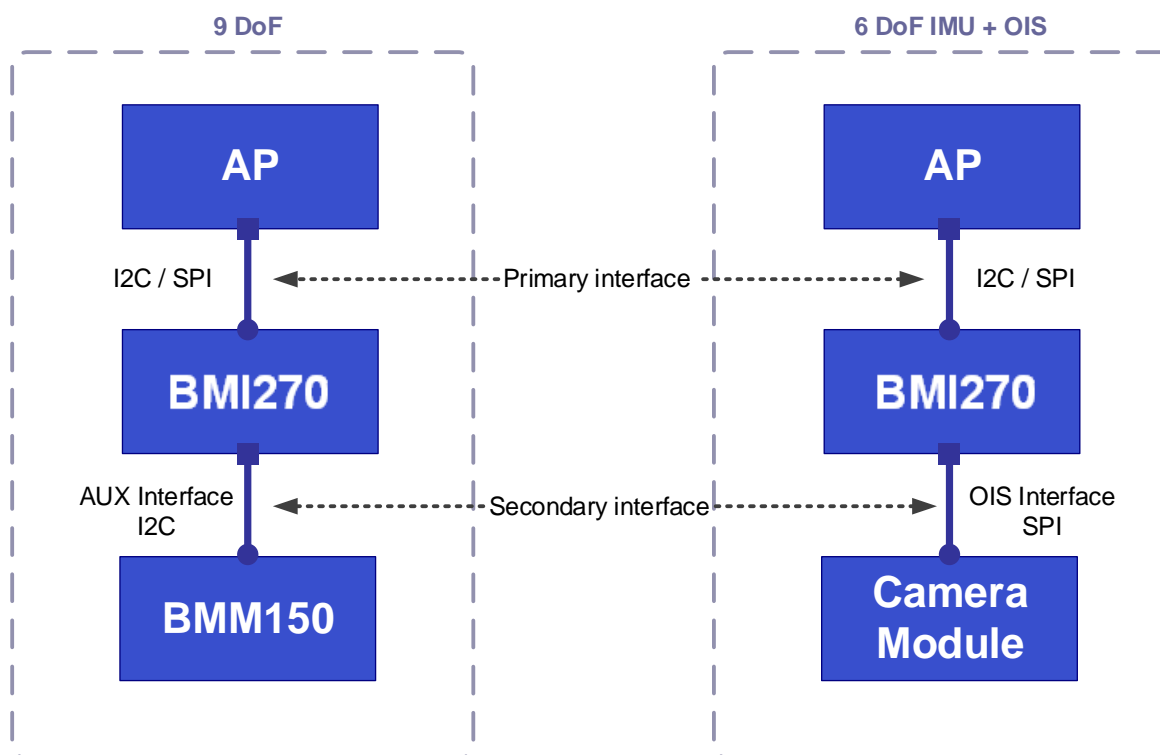 9 DoF
6 DoF IMU + OIS
AP
AP
I2C / SPI
Primary interface
I2C / SPI
BMI270
BMI270
AUX Interface
I2C
Secondary interface
OIS Interface
SPI
BMM150
Camera
Module